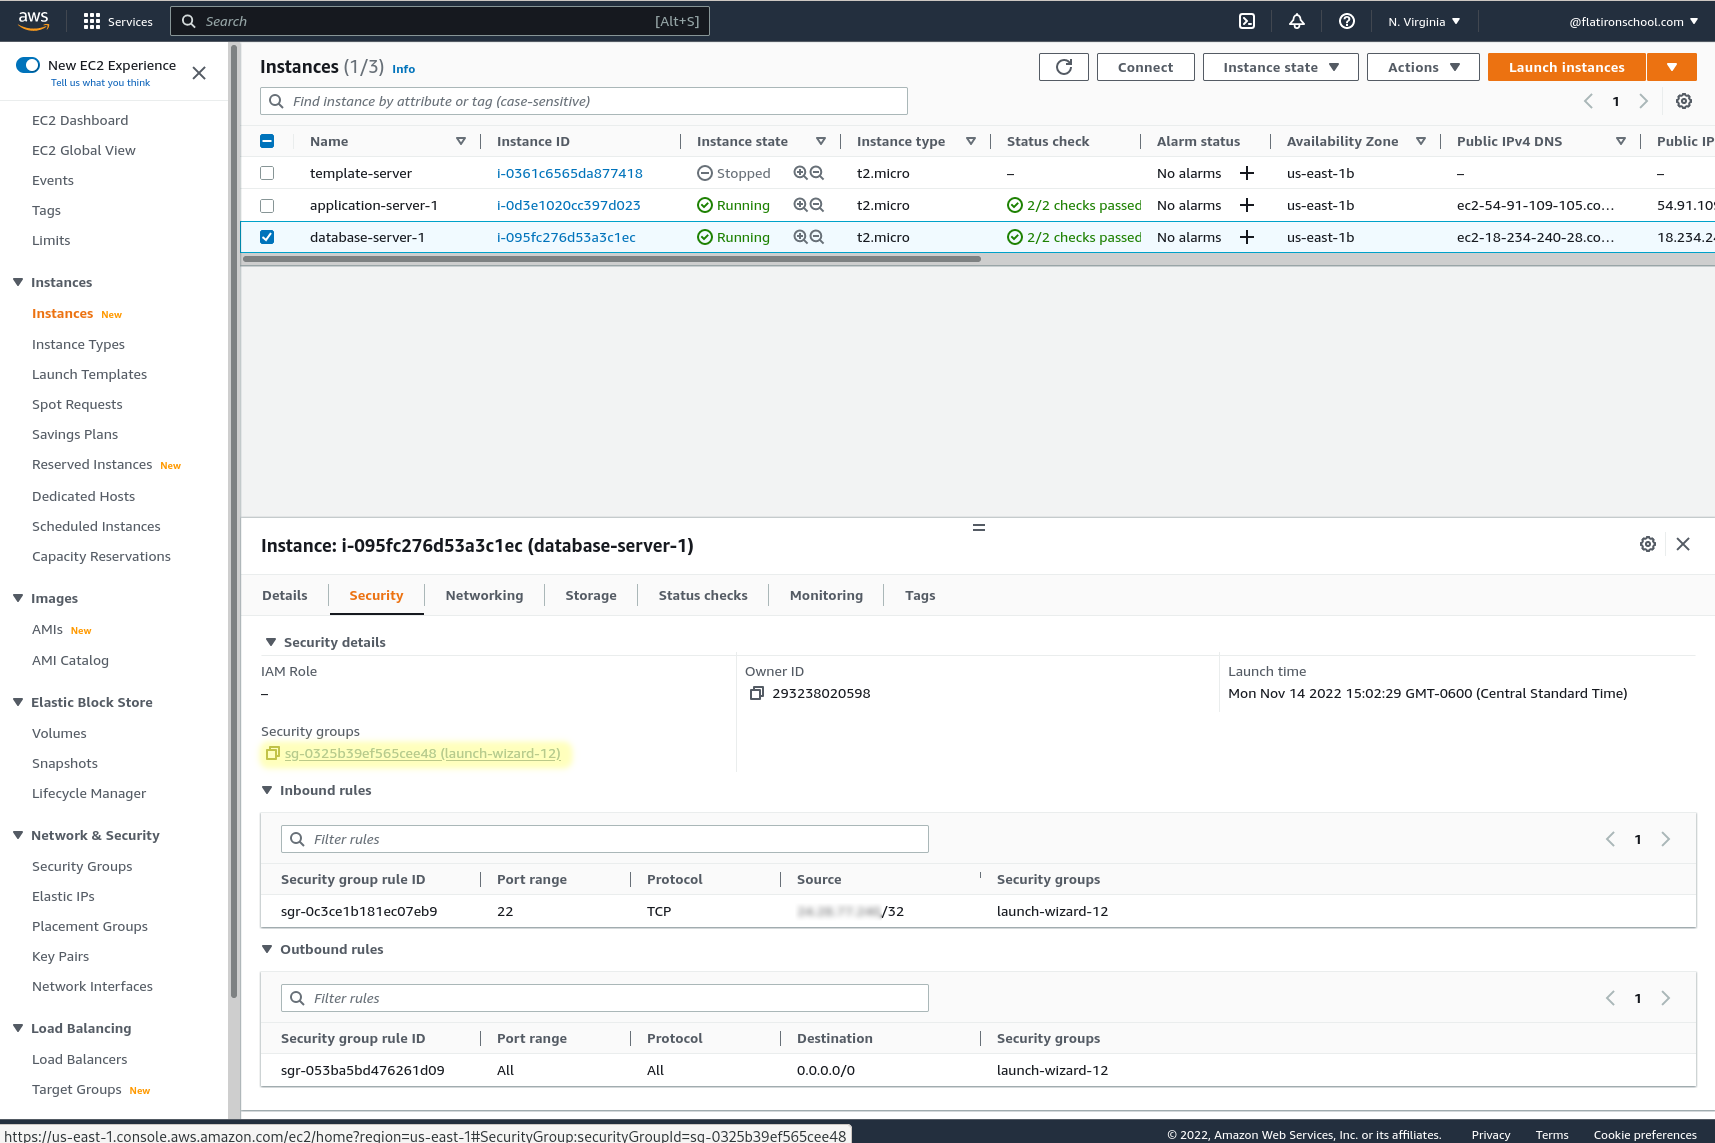 aws
Services
Search
[Alt+S]
N. Virginia
@flatironschool.com
New EC2 Experience
Tell us what you think
EC2 Dashboard
EC2 Global View
Events
Tags
Limits
Instances
Instances New
Instance Types
Launch Templates
Spot Requests
Savings Plans
Reserved Instances New
Dedicated Hosts
Scheduled Instances
Capacity Reservations
Images
AMIs New
AMI Catalog
Elastic Block Store
Volumes
Snapshots
Lifecycle Manager
Network & Security
Security Groups
Elastic IPs
Placement Groups
Key Pairs
Network Interfaces
Load Balancing
Load Balancers
Target Groups New
Instances (1/3) Info
Connect
Instance state
Actions
Launch instances
Find instance by attribute or tag (case-sensitive)
1
Name Instance ID Instance state Instance type Status check Alarm status Availability Zone Public IPv4 DNS Public IP
template-server i-0361c6565da877418 Stopped t2.micro – No alarms us-east-1b – –
application-server-1 i-0d3e1020cc397d023 Running t2.micro 2/2 checks passed No alarms us-east-1b ec2-54-91-109-105.co... 54.91.109
database-server-1 i-095fc276d53a3c1ec Running t2.micro 2/2 checks passed No alarms us-east-1b ec2-18-234-240-28.co... 18.234.24
Instance: i-095fc276d53a3c1ec (database-server-1)
Details Security Networking Storage Status checks Monitoring Tags
Security details
IAM Role
–
Owner ID
293238020598
Launch time
Mon Nov 14 2022 15:02:29 GMT-0600 (Central Standard Time)
Security groups
sg-0325b39ef565cee48 (launch-wizard-12)
Inbound rules
Filter rules
1
Security group rule ID Port range Protocol Source Security groups
sgr-0c3ce1b181ec07eb9 22 TCP /32 launch-wizard-12
Outbound rules
Filter rules
1
Security group rule ID Port range Protocol Destination Security groups
sgr-053ba5bd476261d09 All All 0.0.0.0/0 launch-wizard-12
https://us-east-1.console.aws.amazon.com/ec2/home?region=us-east-1#SecurityGroup:securityGroupId=sg-0325b39ef565cee48
© 2022, Amazon Web Services, Inc. or its affiliates. Privacy Terms Cookie preferences